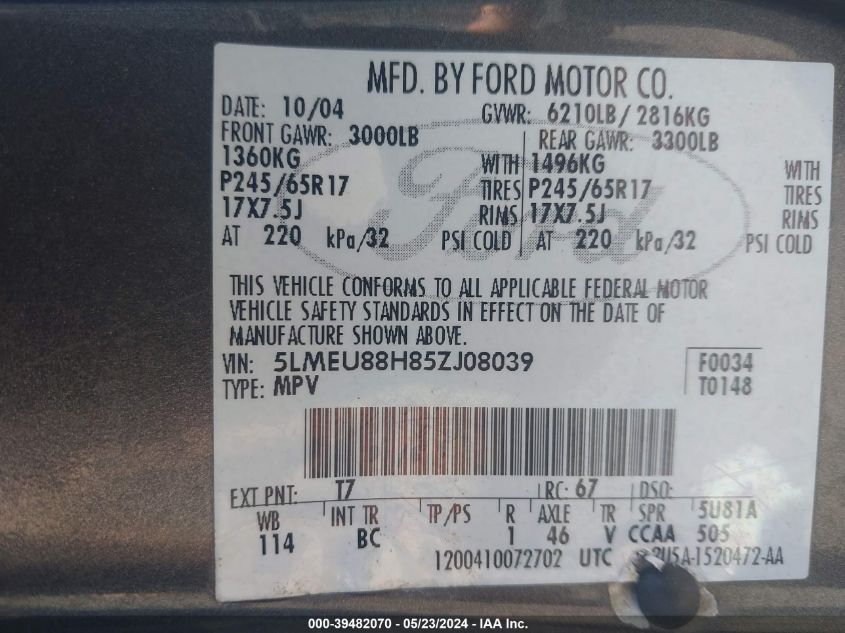 MFD. BY FORD MOTOR CO.
DATE: 10/04 GVWR: 6210LB / 2816KG
FRONT GAWR: 3000LB REAR GAWR: 3300LB
1360KG WITH 1496KG WITH
P245/65R17 TIRES P245/65R17 TIRES
17X7.5J RIMS 17X7.5J RIMS
AT 220 kPa/32 PSI COLD AT 220 kPa/32 PSI COLD
Ford
THIS VEHICLE CONFORMS TO ALL APPLICABLE FEDERAL MOTOR
VEHICLE SAFETY STANDARDS IN EFFECT ON THE DATE OF
MANUFACTURE SHOWN ABOVE.
VIN: 5LMEU88H85ZJ08039 F0034
TYPE: MPV T0148
EXT PNT: T7 RC: 67 DSO:
WB INT TR TP/PS R AXLE TR SPR 5U81A
114 BC 1 46 V CCAA 505
1200410072702 UTC U5A-1520472-AA
000-39482070 - 05/23/2024 - IAA Inc.